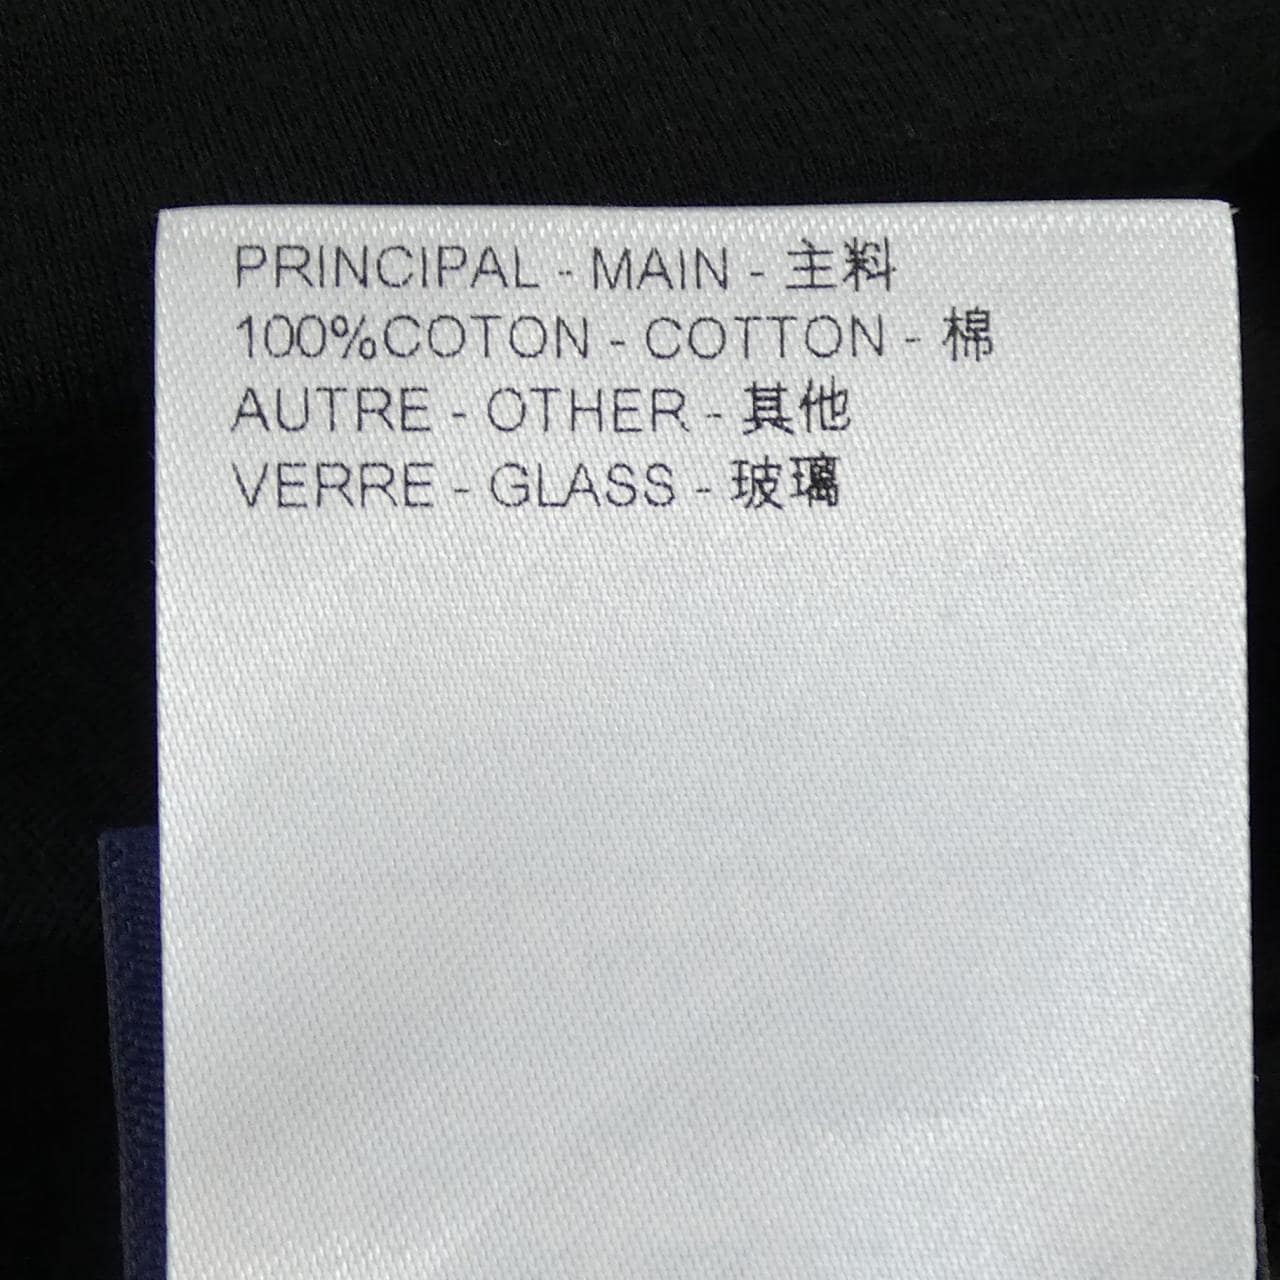 PRINCIPAL - MAIN - 主料
100%COTON - COTTON - 棉
AUTRE - OTHER - 其他
VERRE - GLASS - 玻璃